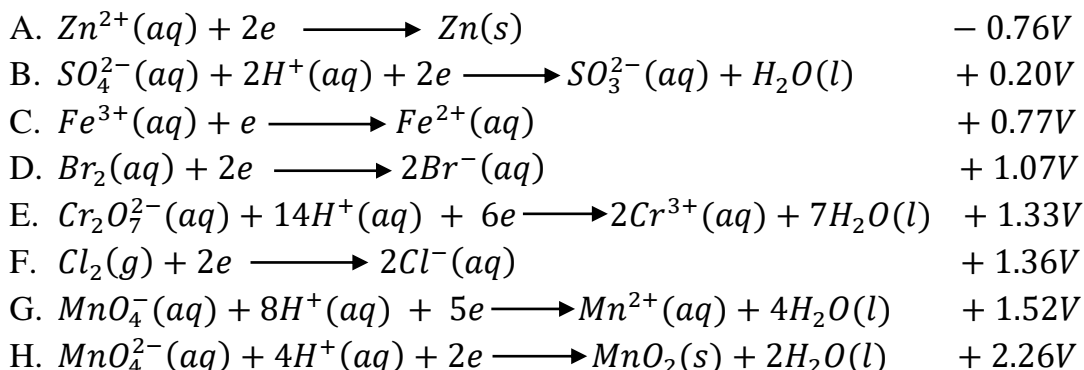 A. Zn²⁺(aq) + 2e ⟶ Zn(s) − 0.76V
B. SO₄²⁻(aq) + 2H⁺(aq) + 2e ⟶ SO₃²⁻(aq) + H₂O(l) + 0.20V
C. Fe³⁺(aq) + e ⟶ Fe²⁺(aq) + 0.77V
D. Br₂(aq) + 2e ⟶ 2Br⁻(aq) + 1.07V
E. Cr₂O₇²⁻(aq) + 14H⁺(aq) + 6e ⟶ 2Cr³⁺(aq) + 7H₂O(l) + 1.33V
F. Cl₂(g) + 2e ⟶ 2Cl⁻(aq) + 1.36V
G. MnO₄⁻(aq) + 8H⁺(aq) + 5e ⟶ Mn²⁺(aq) + 4H₂O(l) + 1.52V
H. MnO₄²⁻(aq) + 4H⁺(aq) + 2e ⟶ MnO₂(s) + 2H₂O(l) + 2.26V